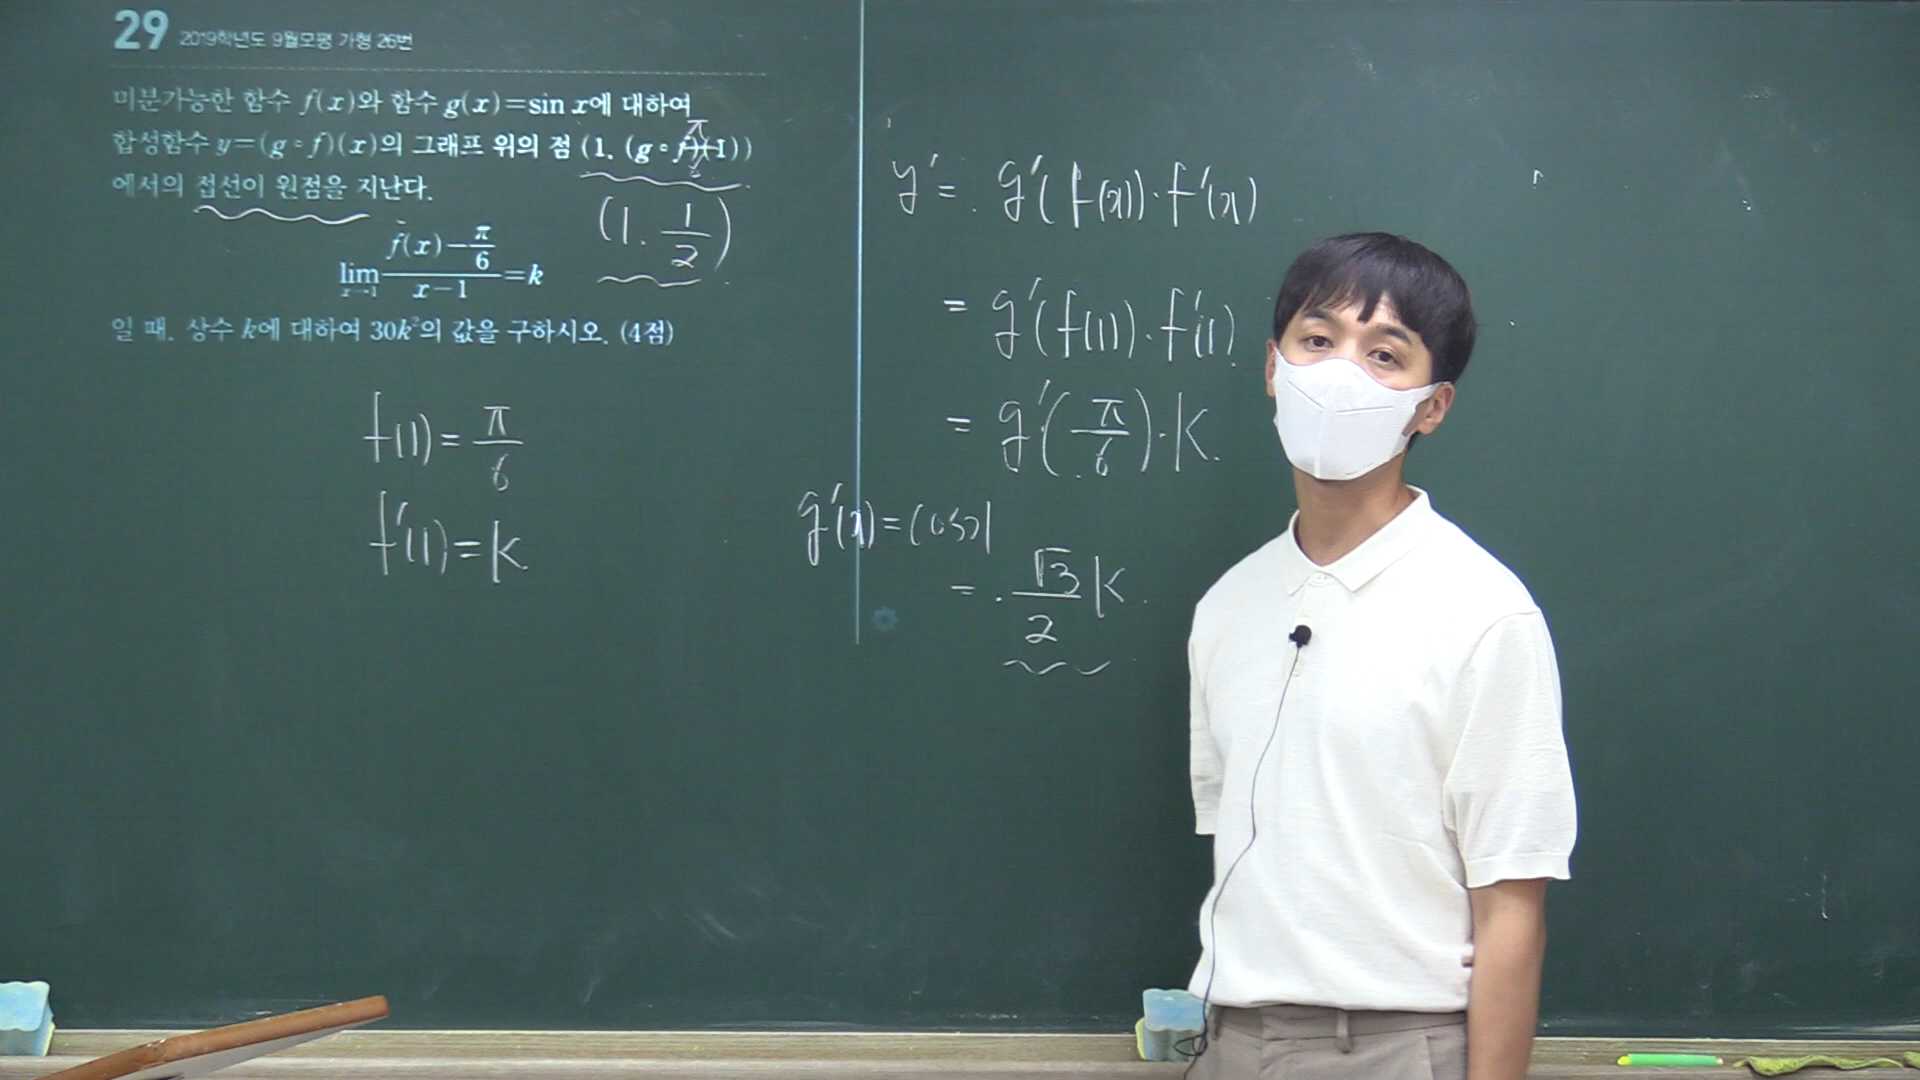 29 2019학년도 9월모평 가형 26번
미분가능한 함수 f(x)와 함수 g(x)=sin x에 대하여
합성함수 y=(g∘f)(x)의 그래프 위의 점 (1, (g∘f)(1))
π/6
에서의 접선이 원점을 지난다.
(1, 1/2)
lim x→1 (f(x)-π/6)/(x-1)=k
일 때, 상수 k에 대하여 30k²의 값을 구하시오. (4점)
f(1)=π/6
f'(1)=k
y'= g'(f(x))·f'(x)
= g'(f(1))·f'(1)
= g'(π/6)·k
g'(x)=cosx
= √3/2 k